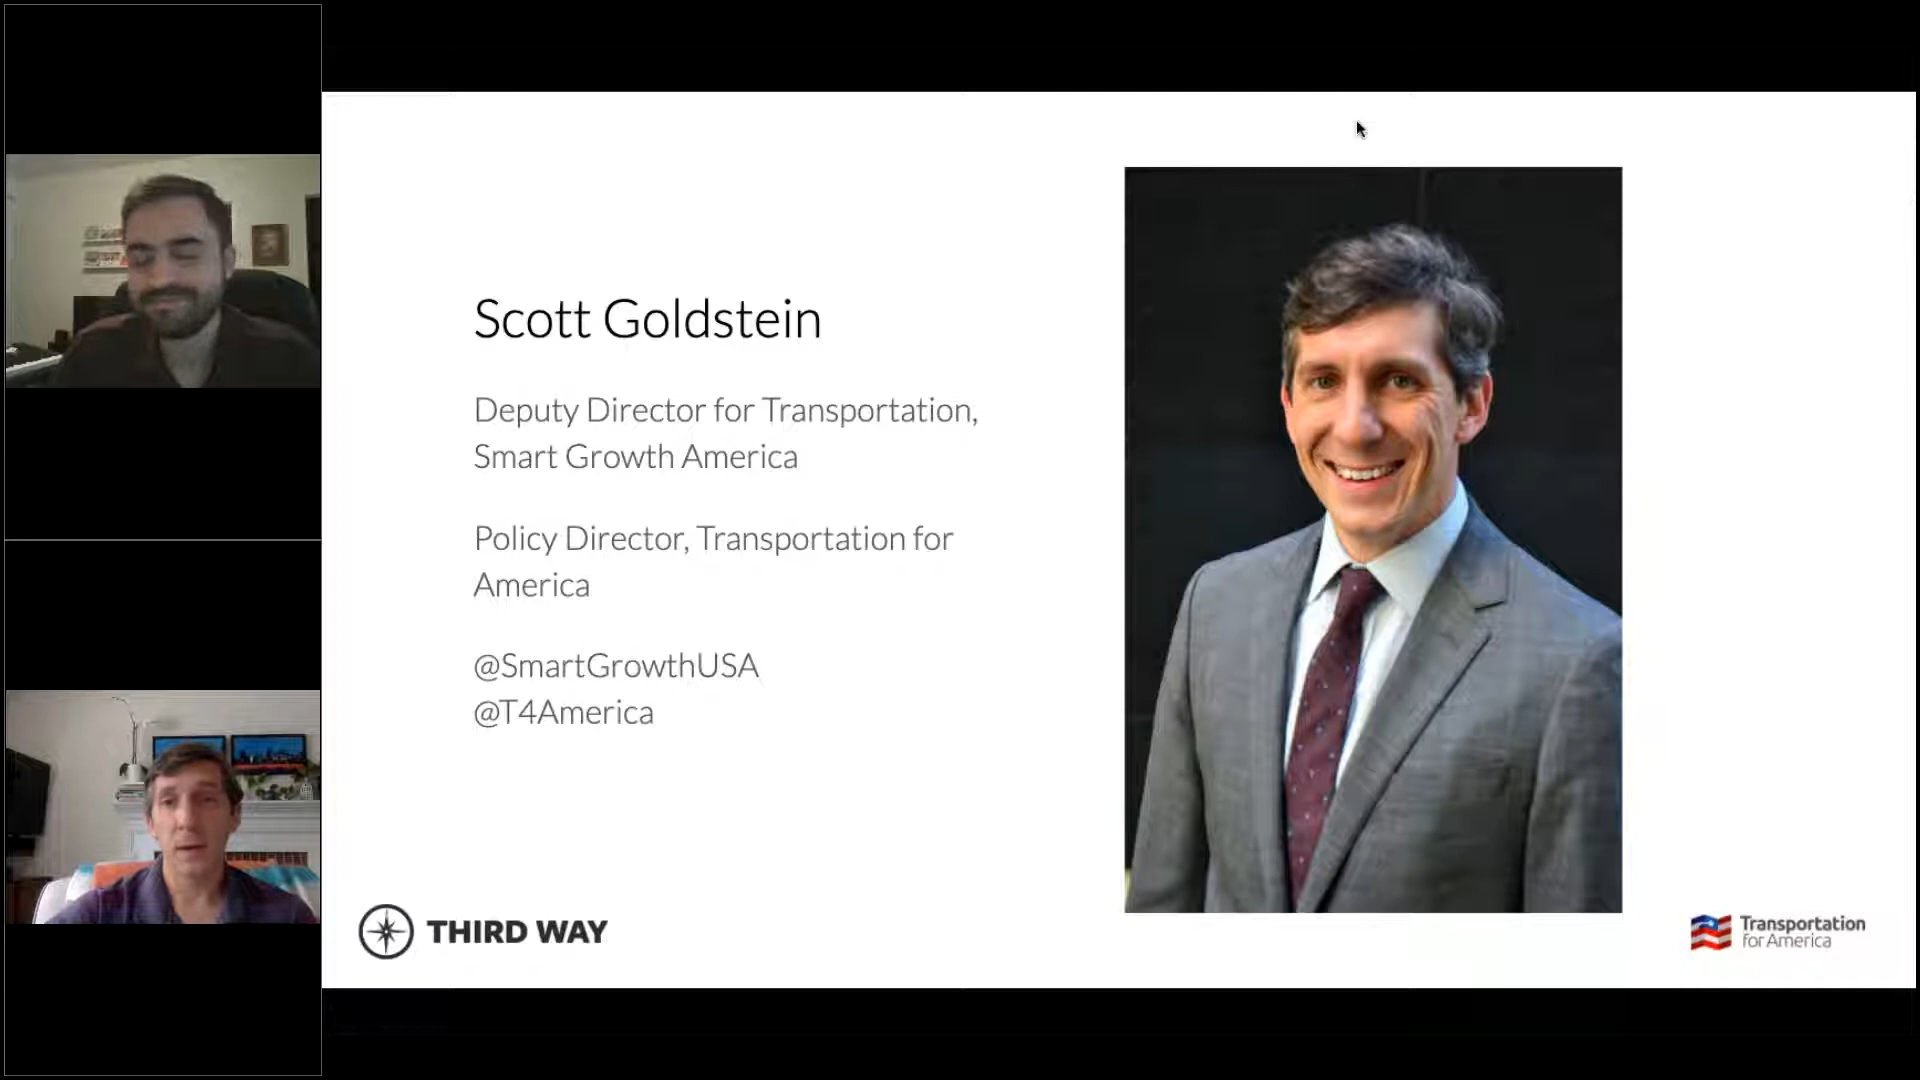 Scott Goldstein
Deputy Director for Transportation,
Smart Growth America
Policy Director, Transportation for
America
@SmartGrowthUSA
@T4America
THIRD WAY
Transportation
for America